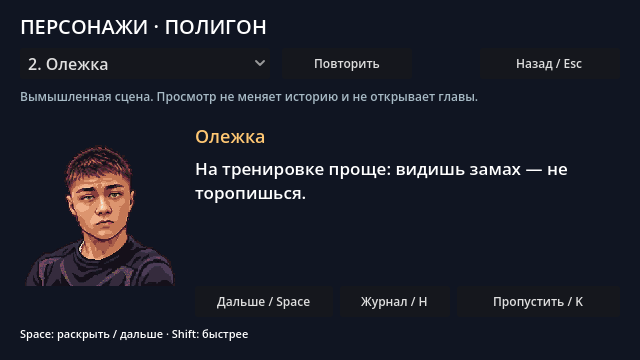 ПЕРСОНАЖИ · ПОЛИГОН
2. Олежка
Повторить
Назад / Esc
Вымышленная сцена. Просмотр не меняет историю и не открывает главы.
Олежка
На тренировке проще: видишь замах — не
торопишься.
Дальше / Space
Журнал / H
Пропустить / K
Space: раскрыть / дальше · Shift: быстрее